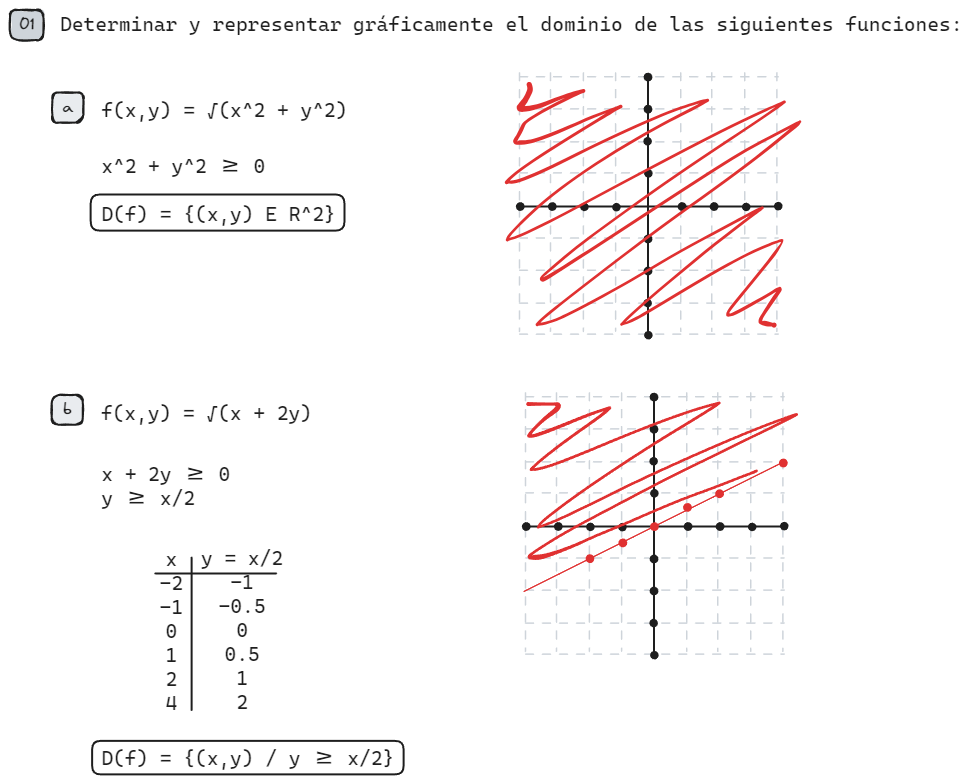 01 Determinar y representar gráficamente el dominio de las siguientes funciones:
a f(x,y) = √(x^2 + y^2)
x^2 + y^2 ≥ 0
D(f) = {(x,y) E R^2}
b f(x,y) = √(x + 2y)
x + 2y ≥ 0
y ≥ x/2
x y = x/2
-2 -1
-1 -0.5
0 0
1 0.5
2 1
4 2
D(f) = {(x,y) / y ≥ x/2}